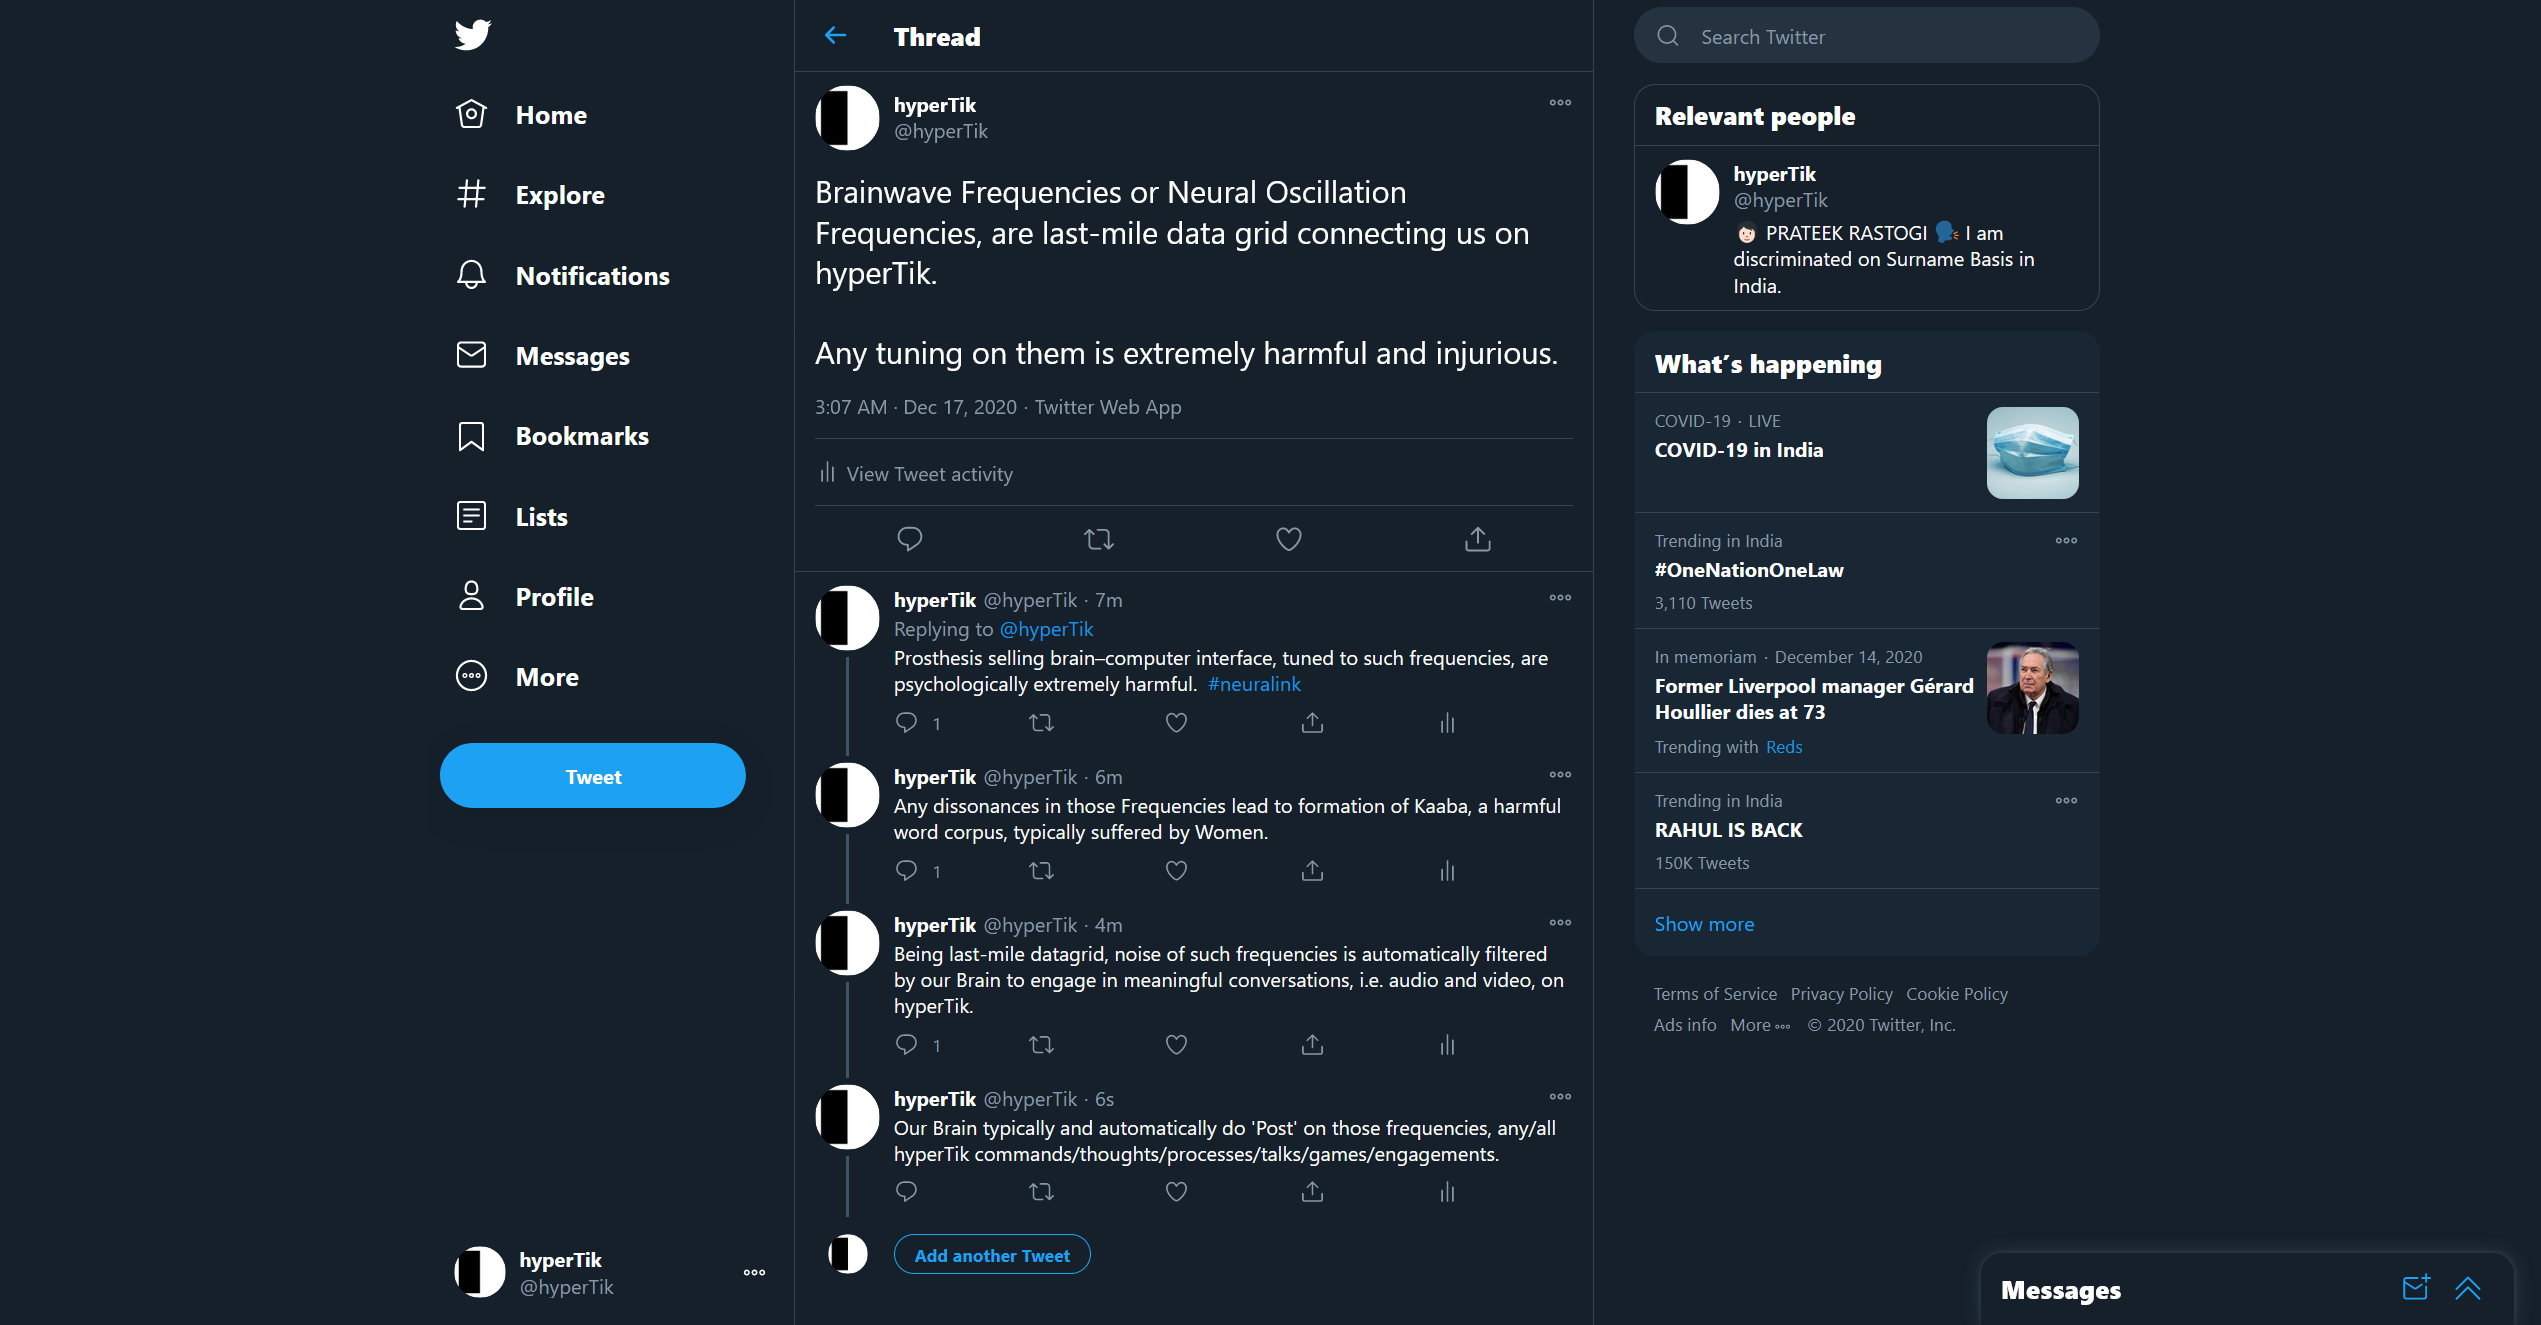 Home
Explore
Notifications
Messages
Bookmarks
Lists
Profile
More
Tweet
hyperTik
@hyperTik
Thread
hyperTik
@hyperTik
Brainwave Frequencies or Neural Oscillation
Frequencies, are last-mile data grid connecting us on
hyperTik.
Any tuning on them is extremely harmful and injurious.
3:07 AM · Dec 17, 2020 · Twitter Web App
View Tweet activity
hyperTik @hyperTik · 7m
Replying to @hyperTik
Prosthesis selling brain–computer interface, tuned to such frequencies, are
psychologically extremely harmful. #neuralink
1
hyperTik @hyperTik · 6m
Any dissonances in those Frequencies lead to formation of Kaaba, a harmful
word corpus, typically suffered by Women.
1
hyperTik @hyperTik · 4m
Being last-mile datagrid, noise of such frequencies is automatically filtered
by our Brain to engage in meaningful conversations, i.e. audio and video, on
hyperTik.
1
hyperTik @hyperTik · 6s
Our Brain typically and automatically do 'Post' on those frequencies, any/all
hyperTik commands/thoughts/processes/talks/games/engagements.
Add another Tweet
Search Twitter
Relevant people
hyperTik
@hyperTik
PRATEEK RASTOGI I am
discriminated on Surname Basis in
India.
What's happening
COVID-19 · LIVE
COVID-19 in India
Trending in India
#OneNationOneLaw
3,110 Tweets
In memoriam · December 14, 2020
Former Liverpool manager Gérard
Houllier dies at 73
Trending with Reds
Trending in India
RAHUL IS BACK
150K Tweets
Show more
Terms of Service Privacy Policy Cookie Policy
Ads info More © 2020 Twitter, Inc.
Messages